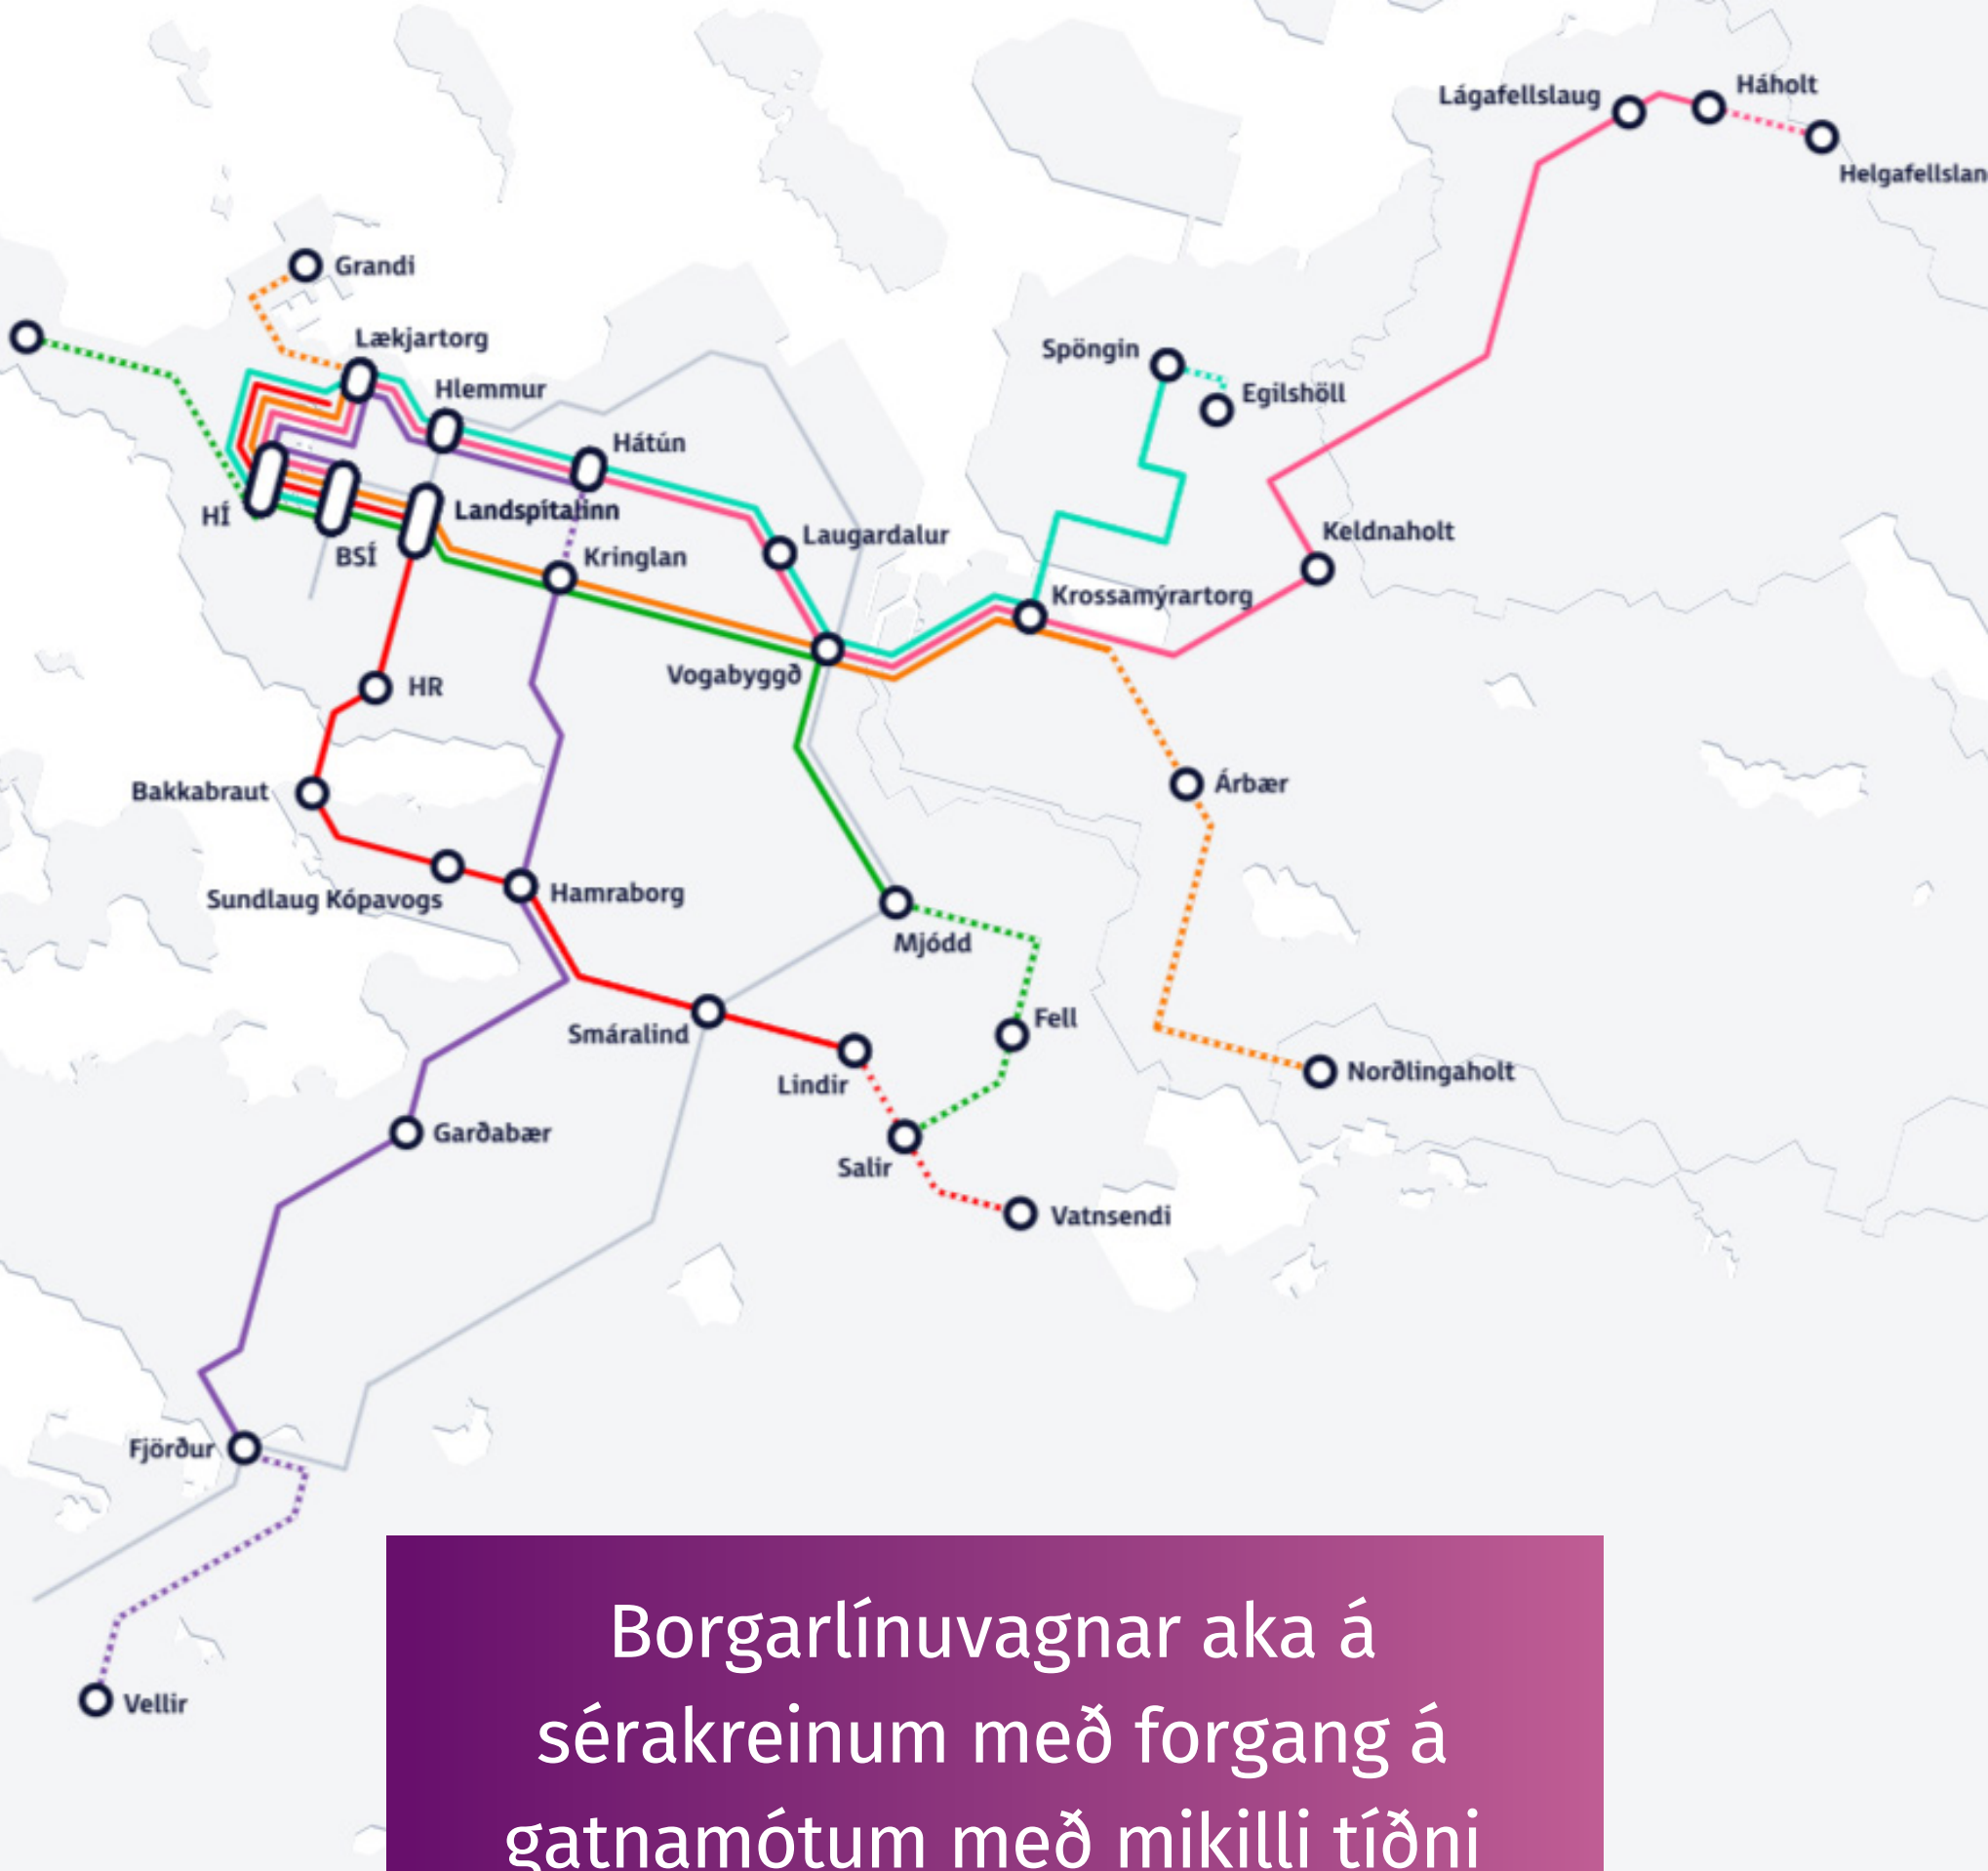 Lágafellslaug
Háholt
Helgafellslan
Grandi
Lækjartorg
Spöngin
Hlemmur
Egilshöll
Hátún
HÍ
Landspítalinn
Laugardalur
Keldnaholt
BSÍ
Kringlan
Krossamýrartorg
Vogabyggð
HR
Árbær
Bakkabraut
Sundlaug Kópavogs
Hamraborg
Mjódd
Fell
Smáralind
Norðlingaholt
Lindir
Garðabær
Salir
Vatnsendi
Fjörður
Vellir
Borgarlínuvagnar aka á
sérakreinum með forgang á
gatnamótum með mikilli tíðni